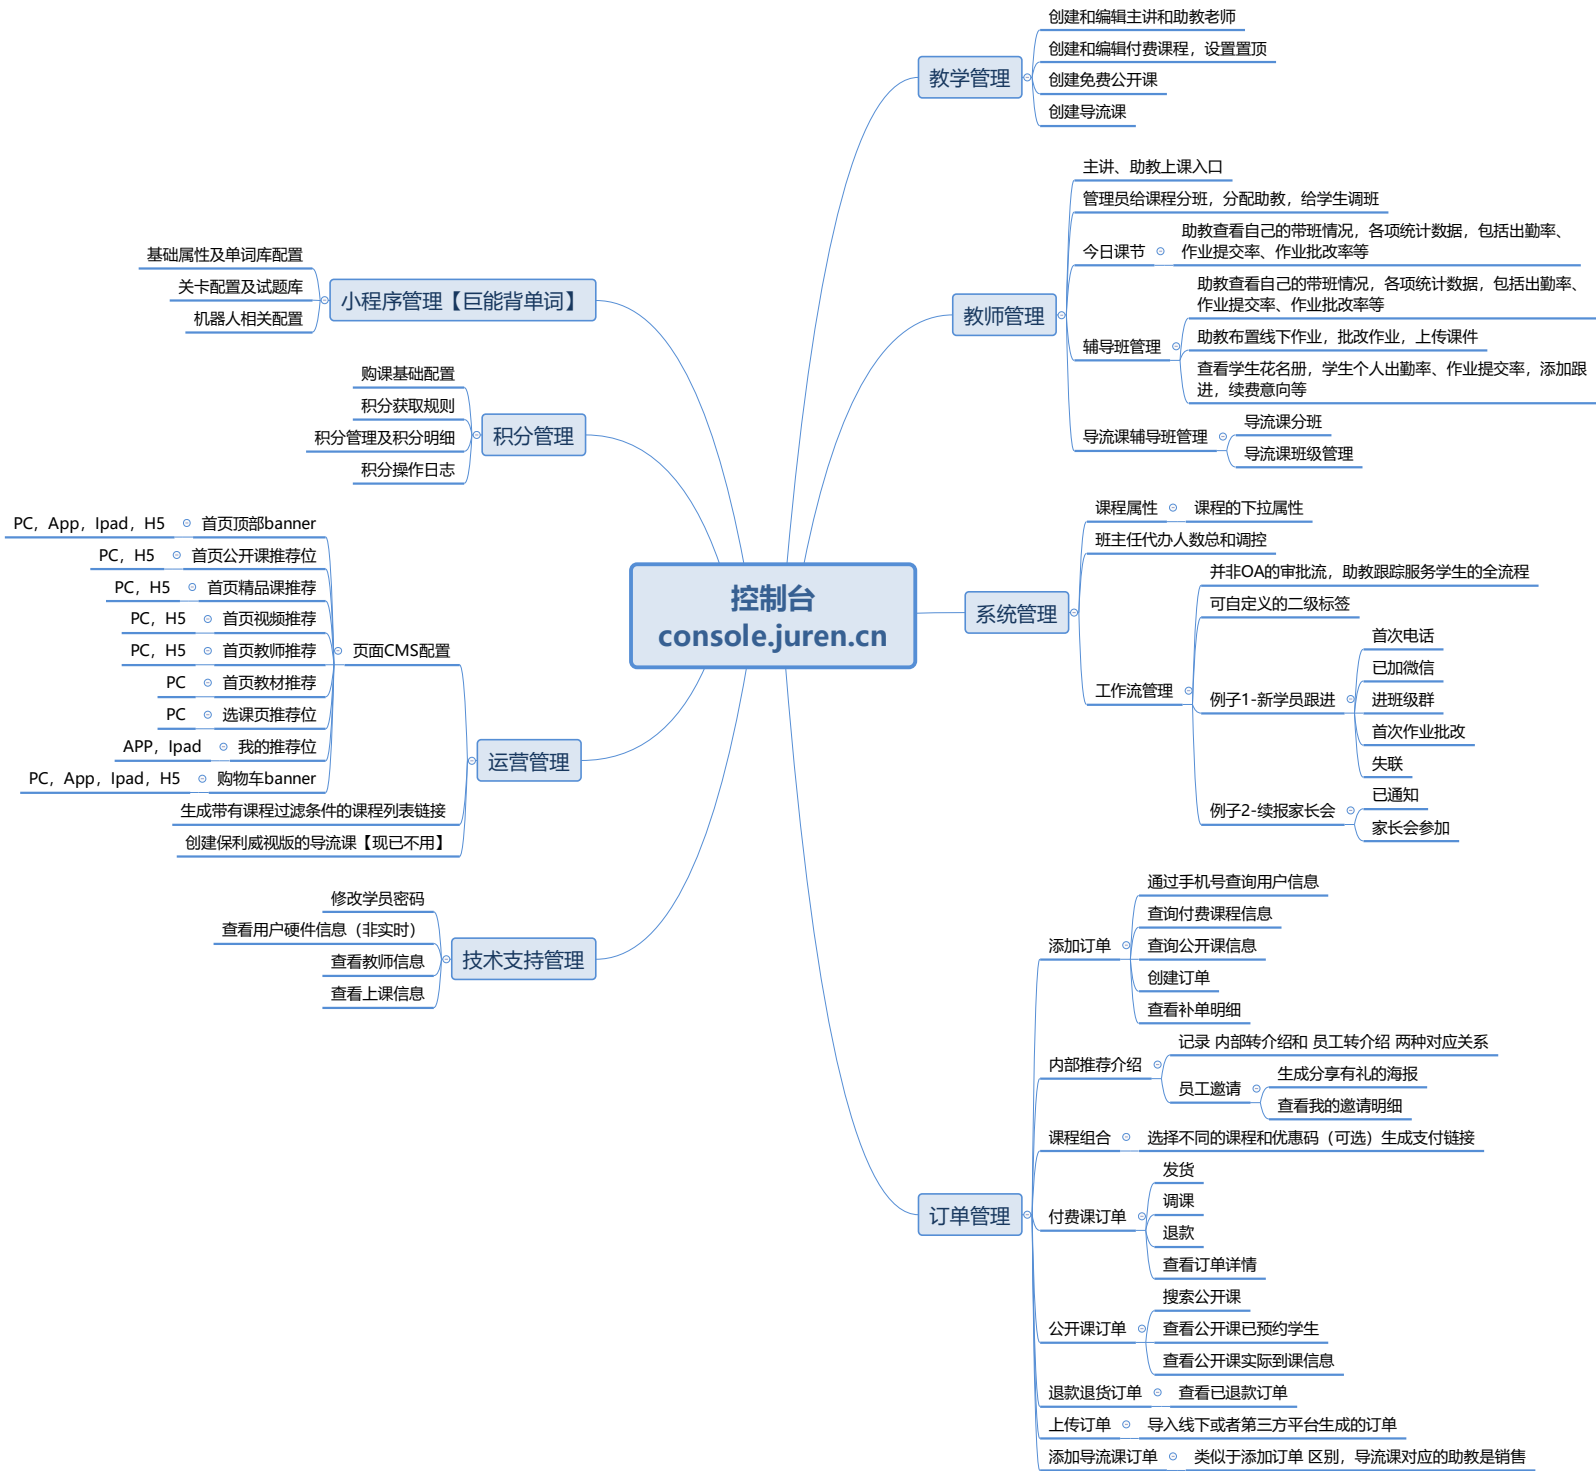 控制台
console.juren.cn
教学管理
创建和编辑主讲和助教老师
创建和编辑付费课程，设置置顶
创建免费公开课
创建导流课
教师管理
主讲、助教上课入口
管理员给课程分班，分配助教，给学生调班
今日课节
助教查看自己的带班情况，各项统计数据，包括出勤率、
作业提交率、作业批改率等
辅导班管理
助教查看自己的带班情况，各项统计数据，包括出勤率、
作业提交率、作业批改率等
助教布置线下作业，批改作业，上传课件
查看学生花名册，学生个人出勤率、作业提交率，添加跟
进，续费意向等
导流课辅导班管理
导流课分班
导流课班级管理
系统管理
课程属性
课程的下拉属性
班主任代办人数总和调控
工作流管理
并非OA的审批流，助教跟踪服务学生的全流程
可自定义的二级标签
例子1-新学员跟进
首次电话
已加微信
进班级群
首次作业批改
失联
例子2-续报家长会
已通知
家长会参加
订单管理
添加订单
通过手机号查询用户信息
查询付费课程信息
查询公开课信息
创建订单
查看补单明细
内部推荐介绍
记录 内部转介绍和 员工转介绍 两种对应关系
员工邀请
生成分享有礼的海报
查看我的邀请明细
课程组合
选择不同的课程和优惠码（可选）生成支付链接
付费课订单
发货
调课
退款
查看订单详情
公开课订单
搜索公开课
查看公开课已预约学生
查看公开课实际到课信息
退款退货订单
查看已退款订单
上传订单
导入线下或者第三方平台生成的订单
添加导流课订单
类似于添加订单 区别，导流课对应的助教是销售
小程序管理【巨能背单词】
基础属性及单词库配置
关卡配置及试题库
机器人相关配置
积分管理
购课基础配置
积分获取规则
积分管理及积分明细
积分操作日志
运营管理
页面CMS配置
首页顶部banner
PC，App，Ipad，H5
首页公开课推荐位
PC，H5
首页精品课推荐
PC，H5
首页视频推荐
PC，H5
首页教师推荐
PC，H5
首页教材推荐
PC
选课页推荐位
PC
我的推荐位
APP，Ipad
购物车banner
PC，App，Ipad，H5
生成带有课程过滤条件的课程列表链接
创建保利威视版的导流课【现已不用】
技术支持管理
修改学员密码
查看用户硬件信息（非实时）
查看教师信息
查看上课信息